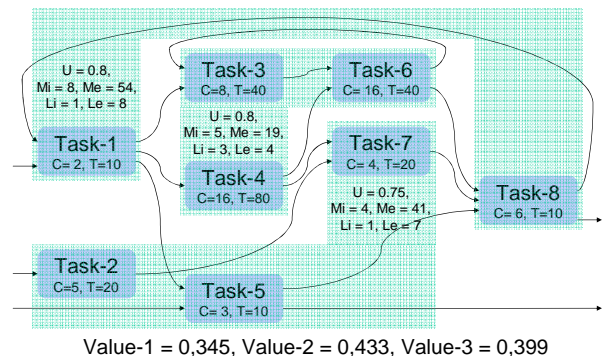 U = 0.8,
Mi = 8, Me = 54,
Li = 1, Le = 8
Task-3
C=8, T=40
Task-6
C= 16, T=40
Task-1
C= 2, T=10
U = 0.8,
Mi = 5, Me = 19,
Li = 3, Le = 4
Task-4
C=16, T=80
Task-7
C= 4, T=20
U = 0.75,
Mi = 4, Me = 41,
Li = 1, Le = 7
Task-8
C= 6, T=10
Task-2
C=5, T=20
Task-5
C= 3, T=10
Value-1 = 0,345, Value-2 = 0,433, Value-3 = 0,399